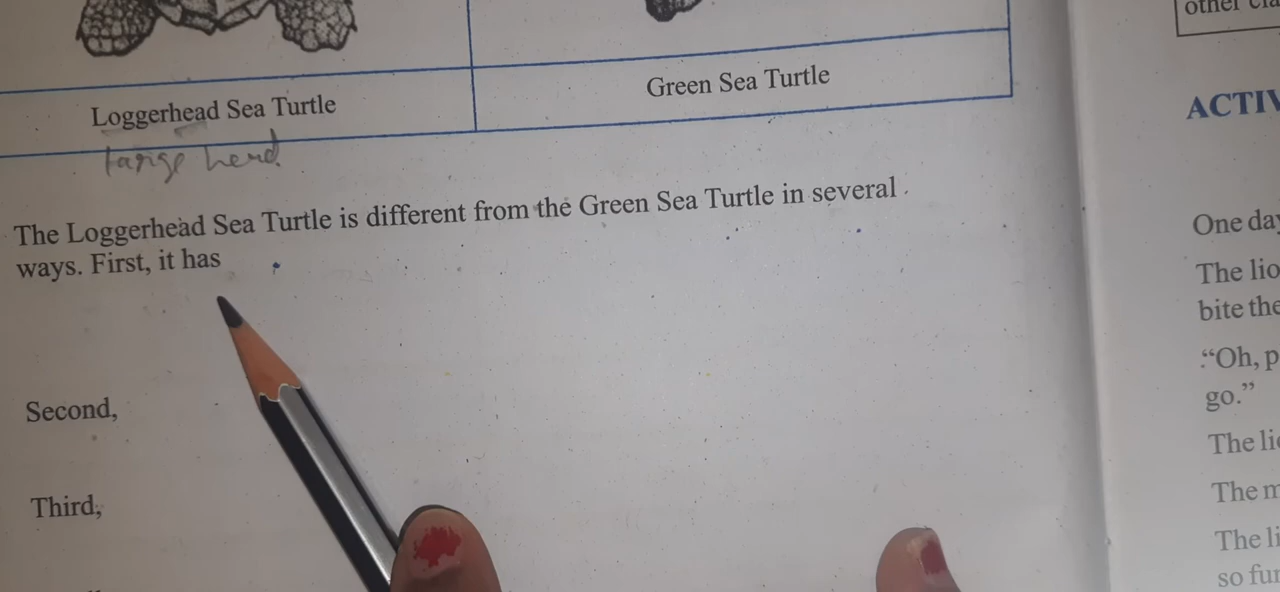 other cla
Loggerhead Sea Turtle
Green Sea Turtle
large head
The Loggerhead Sea Turtle is different from the Green Sea Turtle in several
ways. First, it has
Second,
Third,
ACTIV
One day
The lio
bite the
“Oh, p
go.”
The lio
The m
The li
so fun